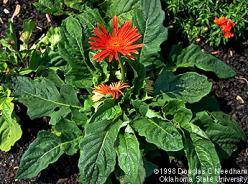 ©1998 Douglas C. Needham
Oklahoma State University